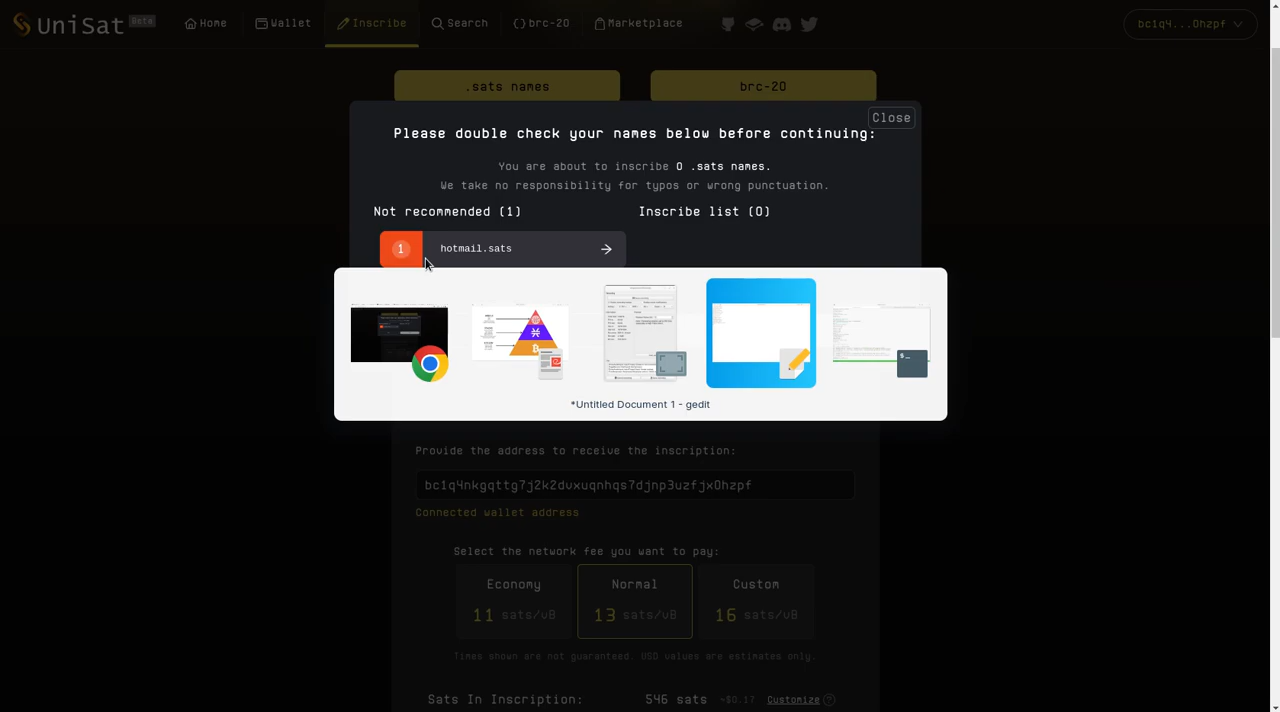 UniSat Beta
Home
Wallet
Inscribe
Search
brc-20
Marketplace
bc1q4...0hzpf
.sats names
brc-20
Close
Please double check your names below before continuing:
You are about to inscribe 0 .sats names.
We take no responsibility for typos or wrong punctuation.
Not recommended (1)
Inscribe list (0)
1
hotmail.sats
*Untitled Document 1 - gedit
Provide the address to receive the inscription:
bc1q4nkgqttg7j2k2dvxuqnhqs7djnp3uzfjx0hzpf
Connected wallet address
Select the network fee you want to pay:
Economy
11 sats/vB
Normal
13 sats/vB
Custom
16 sats/vB
Times shown are not guaranteed. USD values are estimates only.
Sats In Inscription:
546 sats ~$0.17 Customize ?